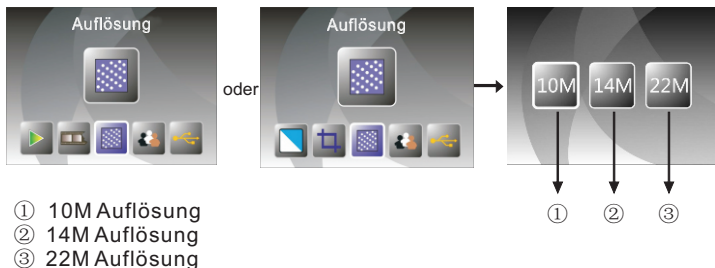 Auflösung
oder
Auflösung
10M 14M 22M
① ② ③
① 10M Auflösung
② 14M Auflösung
③ 22M Auflösung